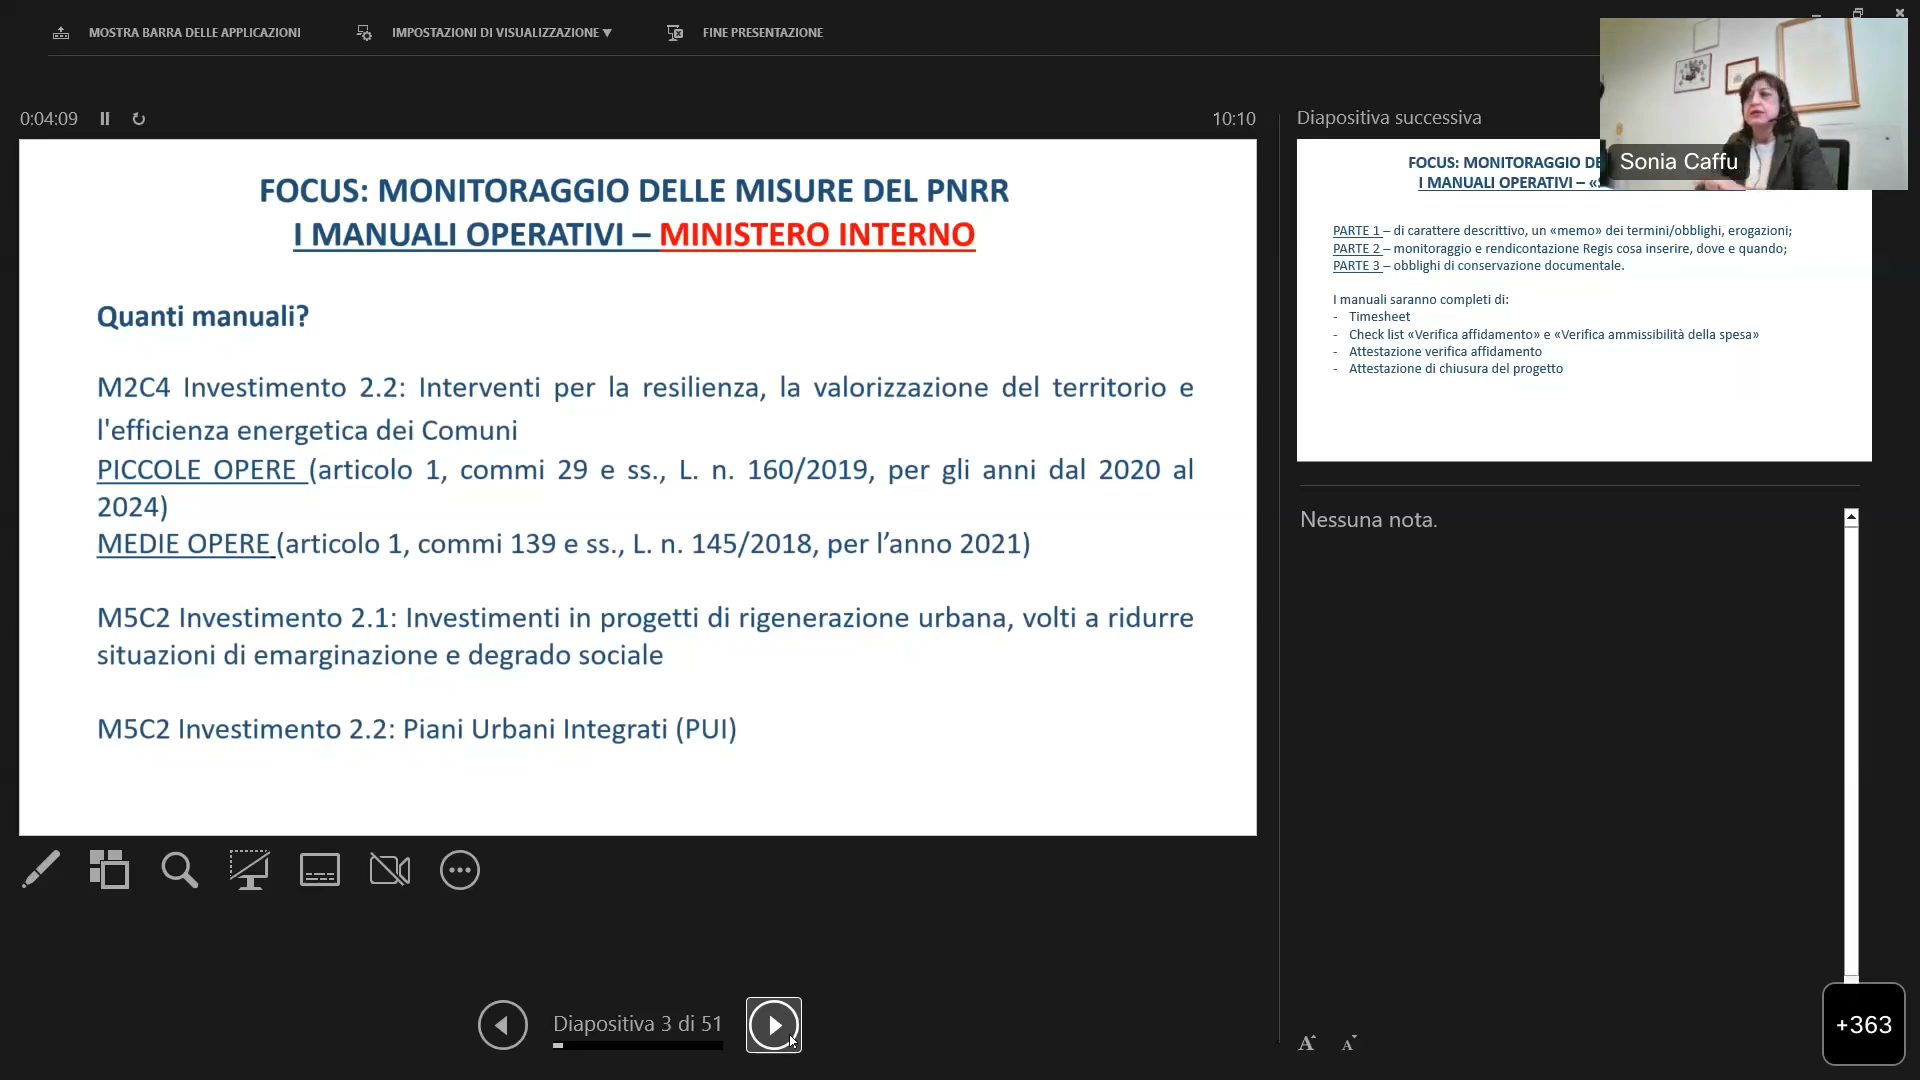 MOSTRA BARRA DELLE APPLICAZIONI
IMPOSTAZIONI DI VISUALIZZAZIONE ▼
FINE PRESENTAZIONE
0:04:09
10:10
FOCUS: MONITORAGGIO DELLE MISURE DEL PNRR
I MANUALI OPERATIVI – MINISTERO INTERNO
Quanti manuali?
M2C4 Investimento 2.2: Interventi per la resilienza, la valorizzazione del territorio e
l'efficienza energetica dei Comuni
PICCOLE OPERE (articolo 1, commi 29 e ss., L. n. 160/2019, per gli anni dal 2020 al
2024)
MEDIE OPERE (articolo 1, commi 139 e ss., L. n. 145/2018, per l’anno 2021)
M5C2 Investimento 2.1: Investimenti in progetti di rigenerazione urbana, volti a ridurre
situazioni di emarginazione e degrado sociale
M5C2 Investimento 2.2: Piani Urbani Integrati (PUI)
Diapositiva 3 di 51
Diapositiva successiva
Sonia Caffu
FOCUS: MONITORAGGIO
I MANUALI OPERATIVI –
PARTE 1 – di carattere descrittivo, un «memo» dei termini/obblighi, erogazioni;
PARTE 2 – monitoraggio e rendicontazione Regis cosa inserire, dove e quando;
PARTE 3 – obblighi di conservazione documentale.
I manuali saranno completi di:
- Timesheet
- Check list «Verifica affidamento» e «Verifica ammissibilità della spesa»
- Attestazione verifica affidamento
- Attestazione di chiusura del progetto
Nessuna nota.
A A
+363